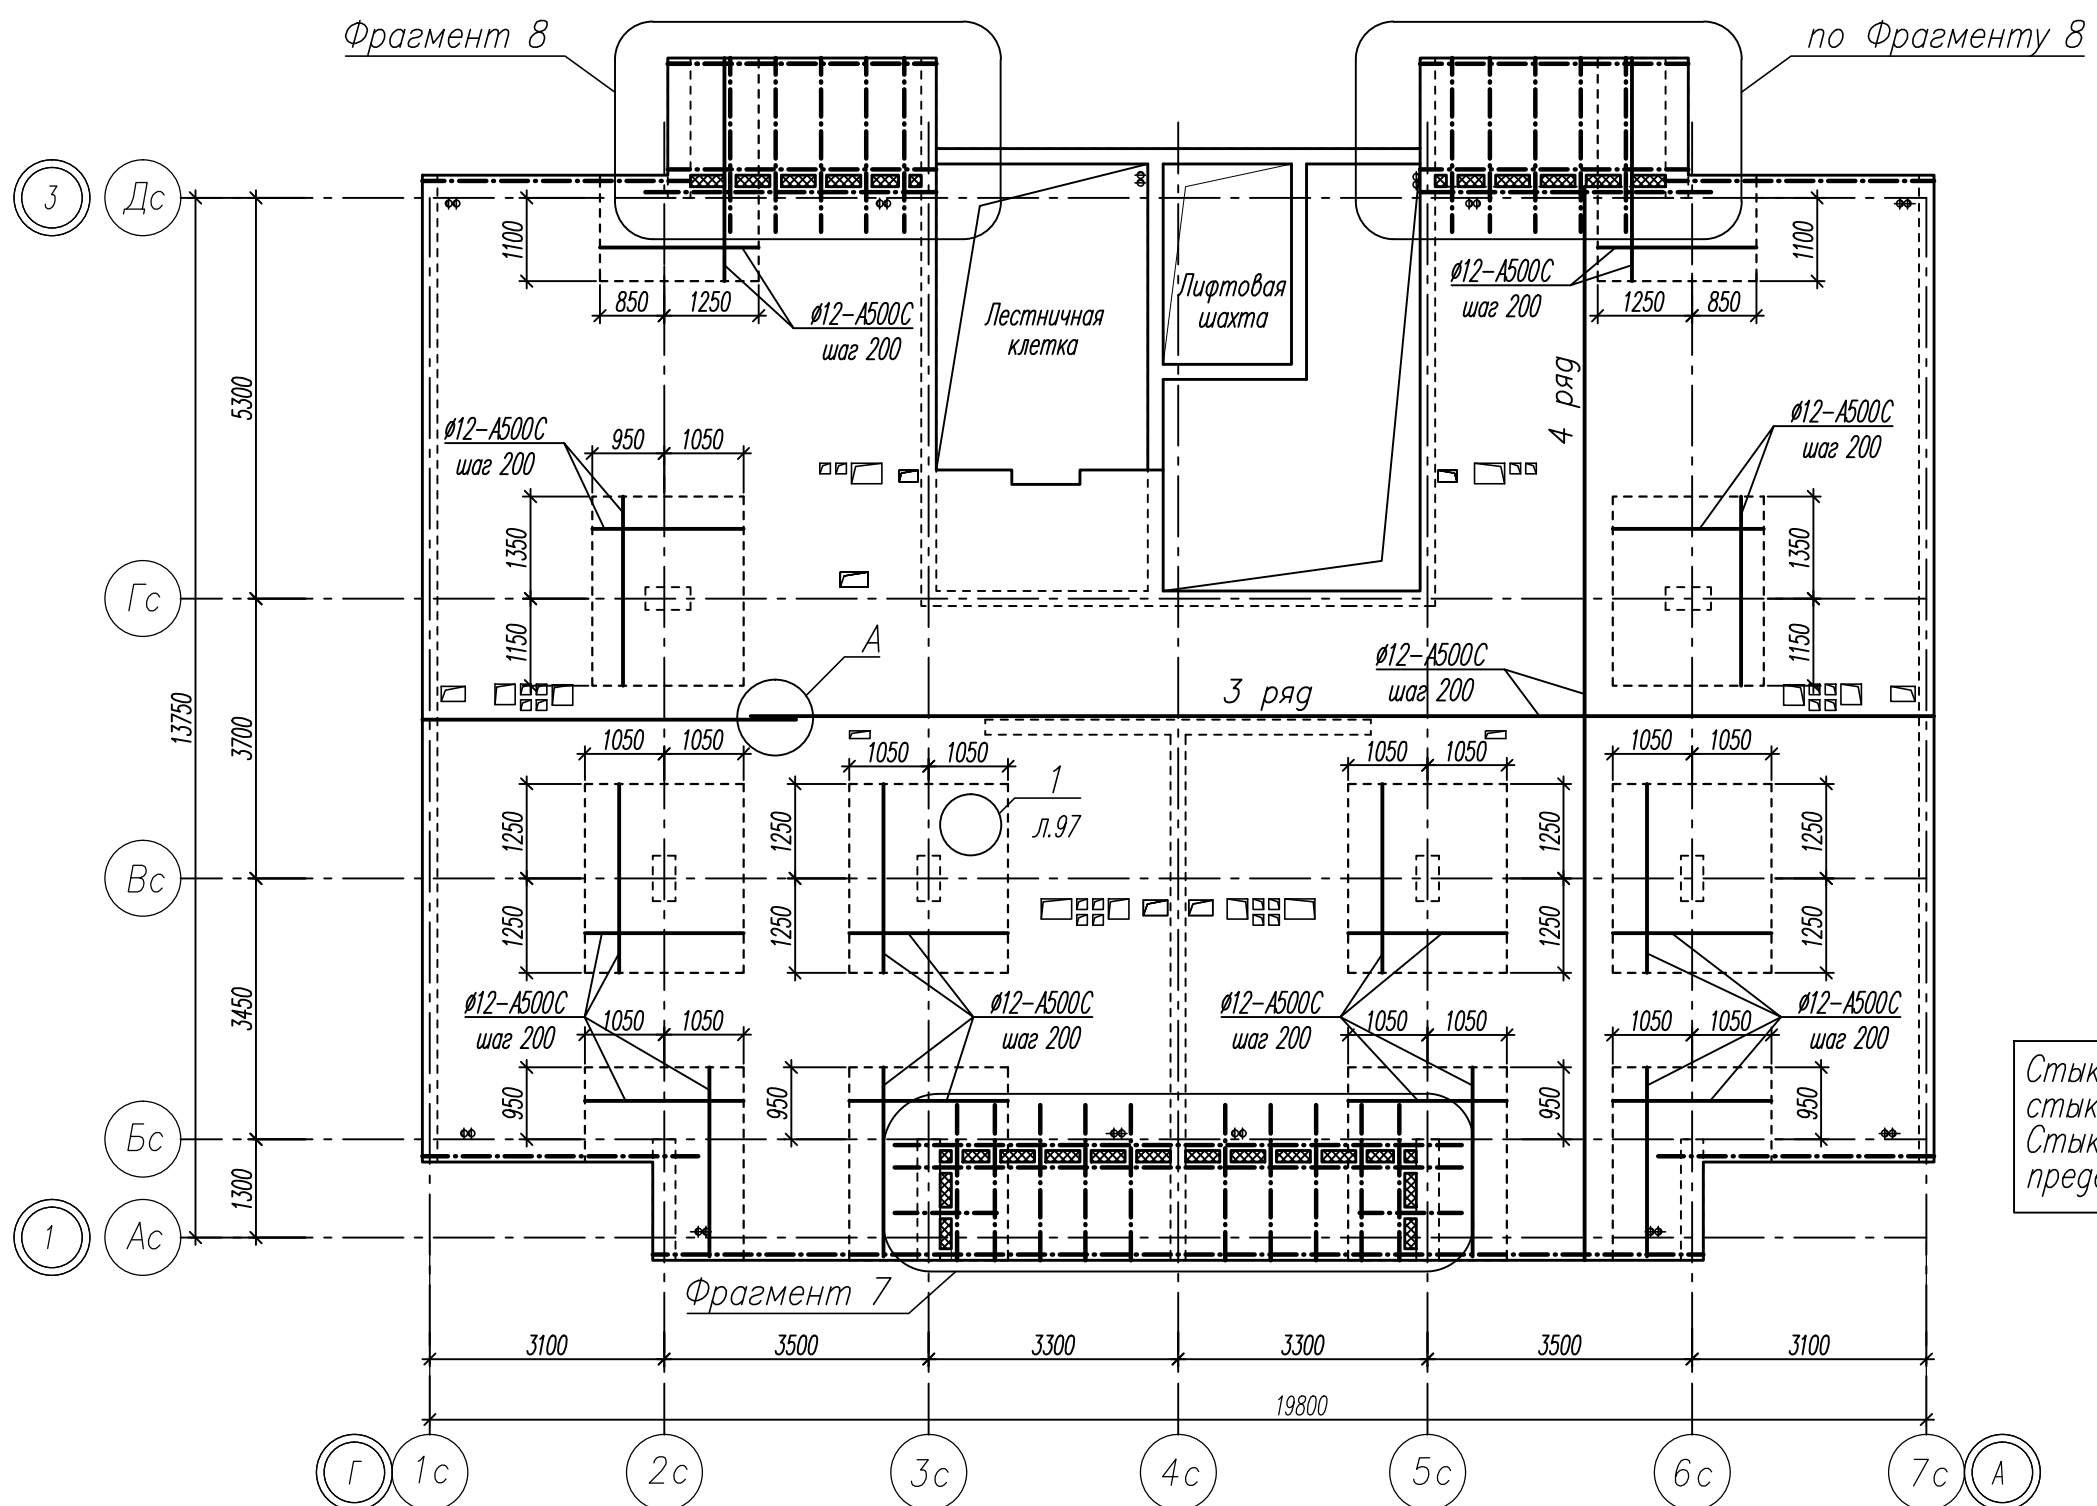 Фрагмент 8
по Фрагменту 8
3
Дс
1100
850
1250
ø12-А500С
шаг 200
Лестничная
клетка
Лифтовая
шахта
ø12-А500С
шаг 200
1250
850
1100
5300
4 ряд
ø12-А500С
шаг 200
950
1050
1350
1150
ø12-А500С
шаг 200
1350
1150
Гс
А
ø12-А500С
шаг 200
3 ряд
13750
3700
1050
1050
1050
1050
1050
1050
1050
1050
1
л.97
1250
1250
1250
1250
1250
1250
1250
1250
Вс
3450
ø12-А500С
шаг 200
1050
1050
ø12-А500С
шаг 200
ø12-А500С
шаг 200
1050
1050
1050
1050
ø12-А500С
шаг 200
950
950
950
950
Бс
1300
1
Ас
Фрагмент 7
3100
3500
3300
3300
3500
3100
19800
Г
1с
2с
3с
4с
5с
6с
7с
А